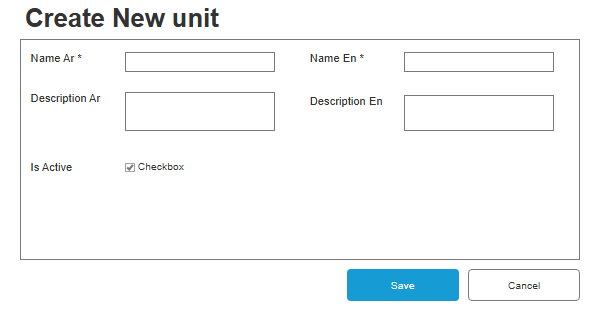 Create New unit
Name Ar *
Name En *
Description Ar
Description En
Is Active
Checkbox
Save
Cancel